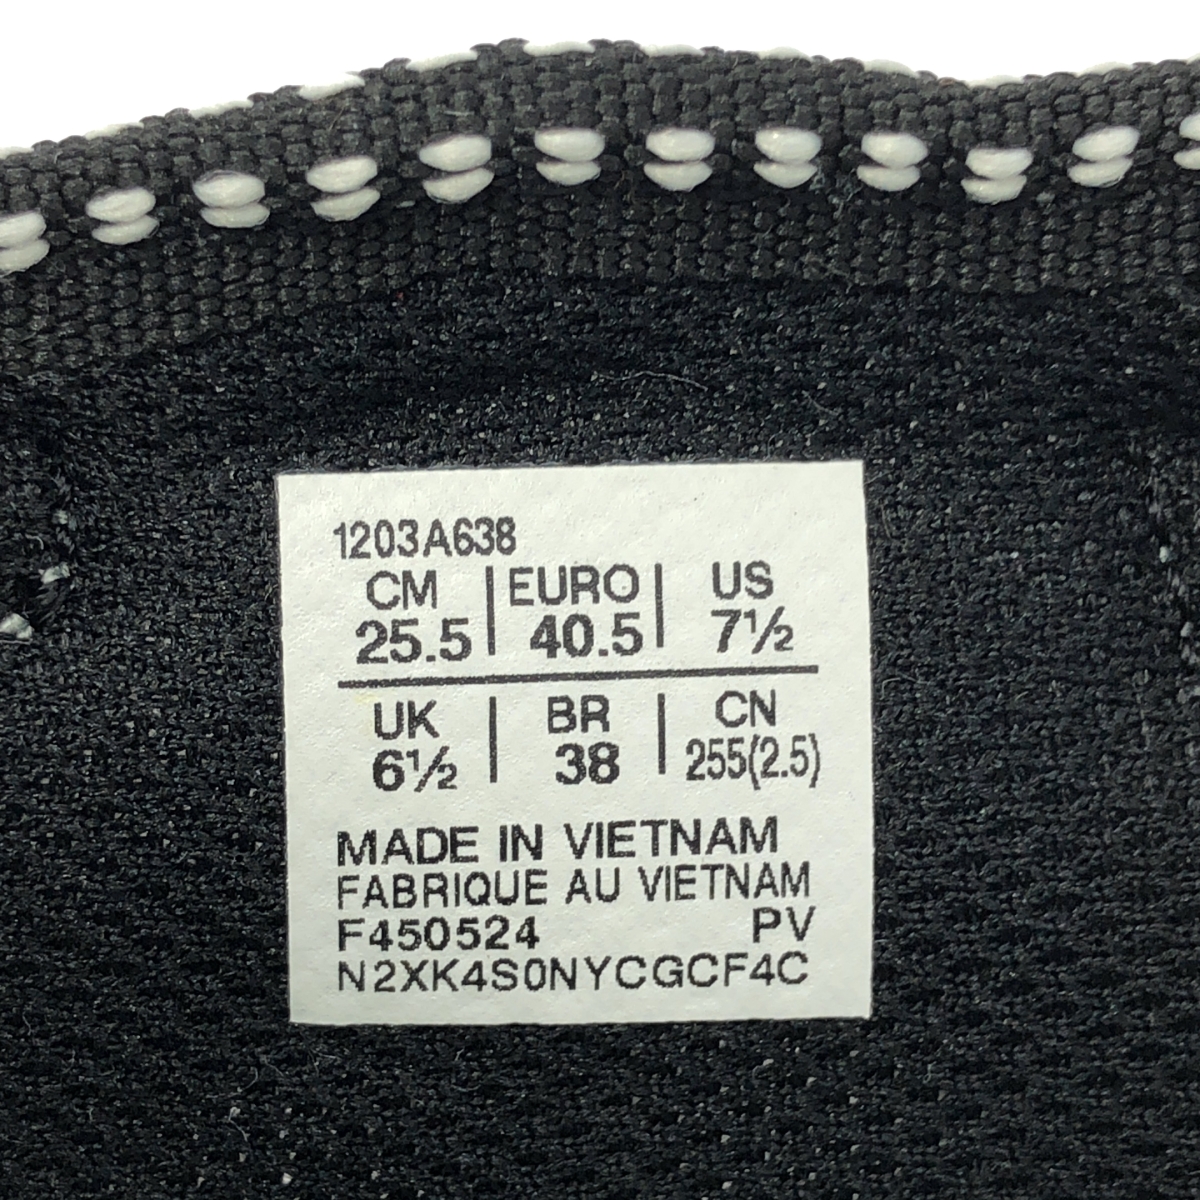 1203A638
CM | EURO | US
25.5 | 40.5 | 7½
UK | BR | CN
6½ | 38 | 255(2.5)
MADE IN VIETNAM
FABRIQUE AU VIETNAM
F450524 PV
N2XK4S0NYCGCF4C